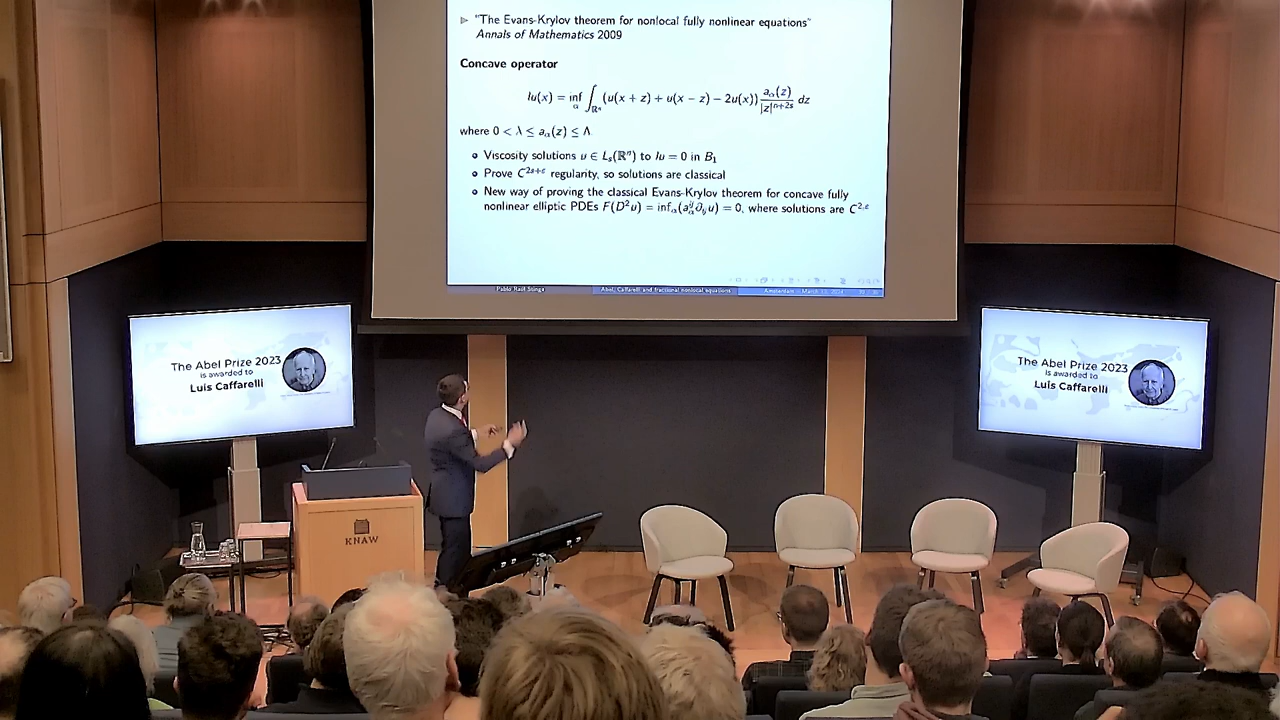 ▷ "The Evans-Krylov theorem for nonlocal fully nonlinear equations"
Annals of Mathematics 2009
Concave operator
Iu(x) = inf_α ∫_{ℝⁿ} (u(x + z) + u(x − z) − 2u(x)) a_α(z) / |z|^{n+2s} dz
where 0 < λ ≤ a_α(z) ≤ Λ
• Viscosity solutions u ∈ L_s(ℝⁿ) to Iu = 0 in B₁
• Prove C^{2s+ε} regularity, so solutions are classical
• New way of proving the classical Evans-Krylov theorem for concave fully
nonlinear elliptic PDEs F(D²u) = inf_α(a_α^{ij}∂_{ij}u) = 0, where solutions are C^{2,ε}
Pablo Raúl Stinga
Abel, Caffarelli and fractional nonlocal equations
Amsterdam - March
The Abel Prize 2023
is awarded to
Luis Caffarelli
The Abel Prize 2023
is awarded to
Luis Caffarelli
KNAW